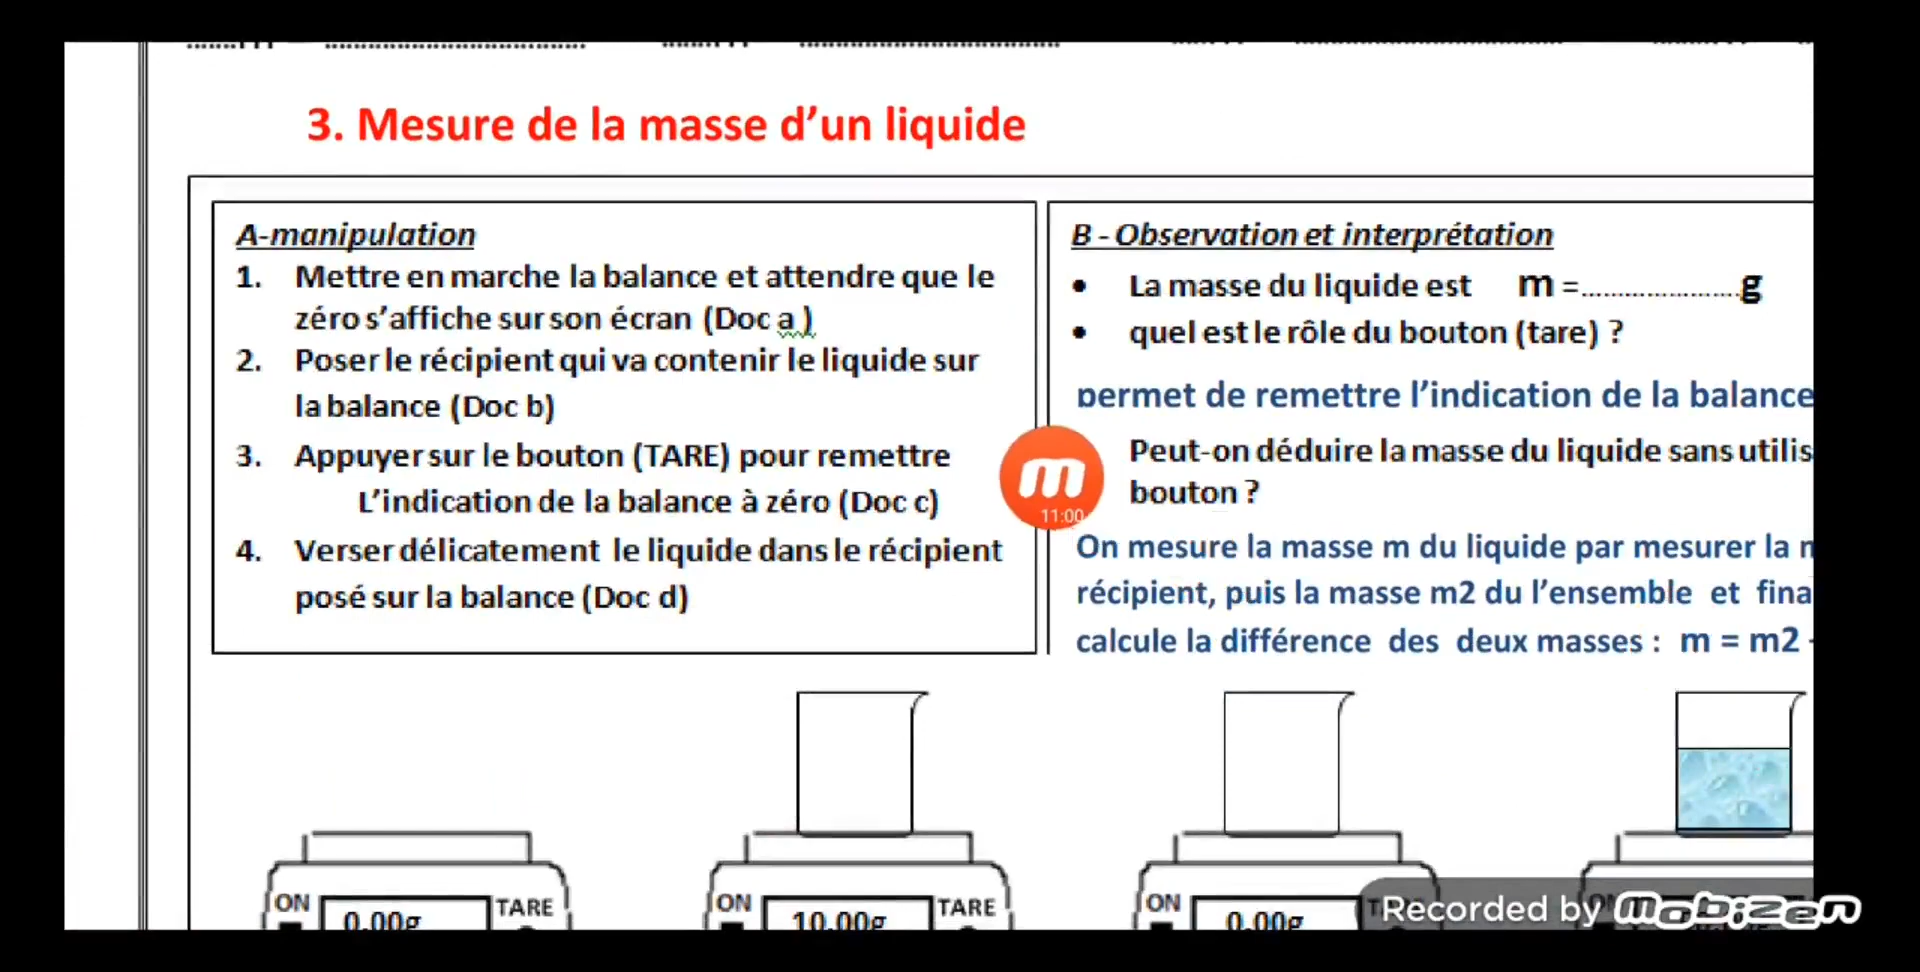 3. Mesure de la masse d’un liquide
A-manipulation
1. Mettre en marche la balance et attendre que le
zéro s’affiche sur son écran (Doc a )
2. Poser le récipient qui va contenir le liquide sur
la balance (Doc b)
3. Appuyer sur le bouton (TARE) pour remettre
L’indication de la balance à zéro (Doc c)
4. Verser délicatement le liquide dans le récipient
posé sur la balance (Doc d)
B - Observation et interprétation
• La masse du liquide est m =......................g
• quel est le rôle du bouton (tare) ?
permet de remettre l’indication de la balance
Peut-on déduire la masse du liquide sans utilis
bouton ?
On mesure la masse m du liquide par mesurer la
récipient, puis la masse m2 du l’ensemble et fina
calcule la différence des deux masses : m = m2 -
m
11:00
ON 0.00g TARE
ON 10.00g TARE
ON 0.00g
Recorded by Mobizen